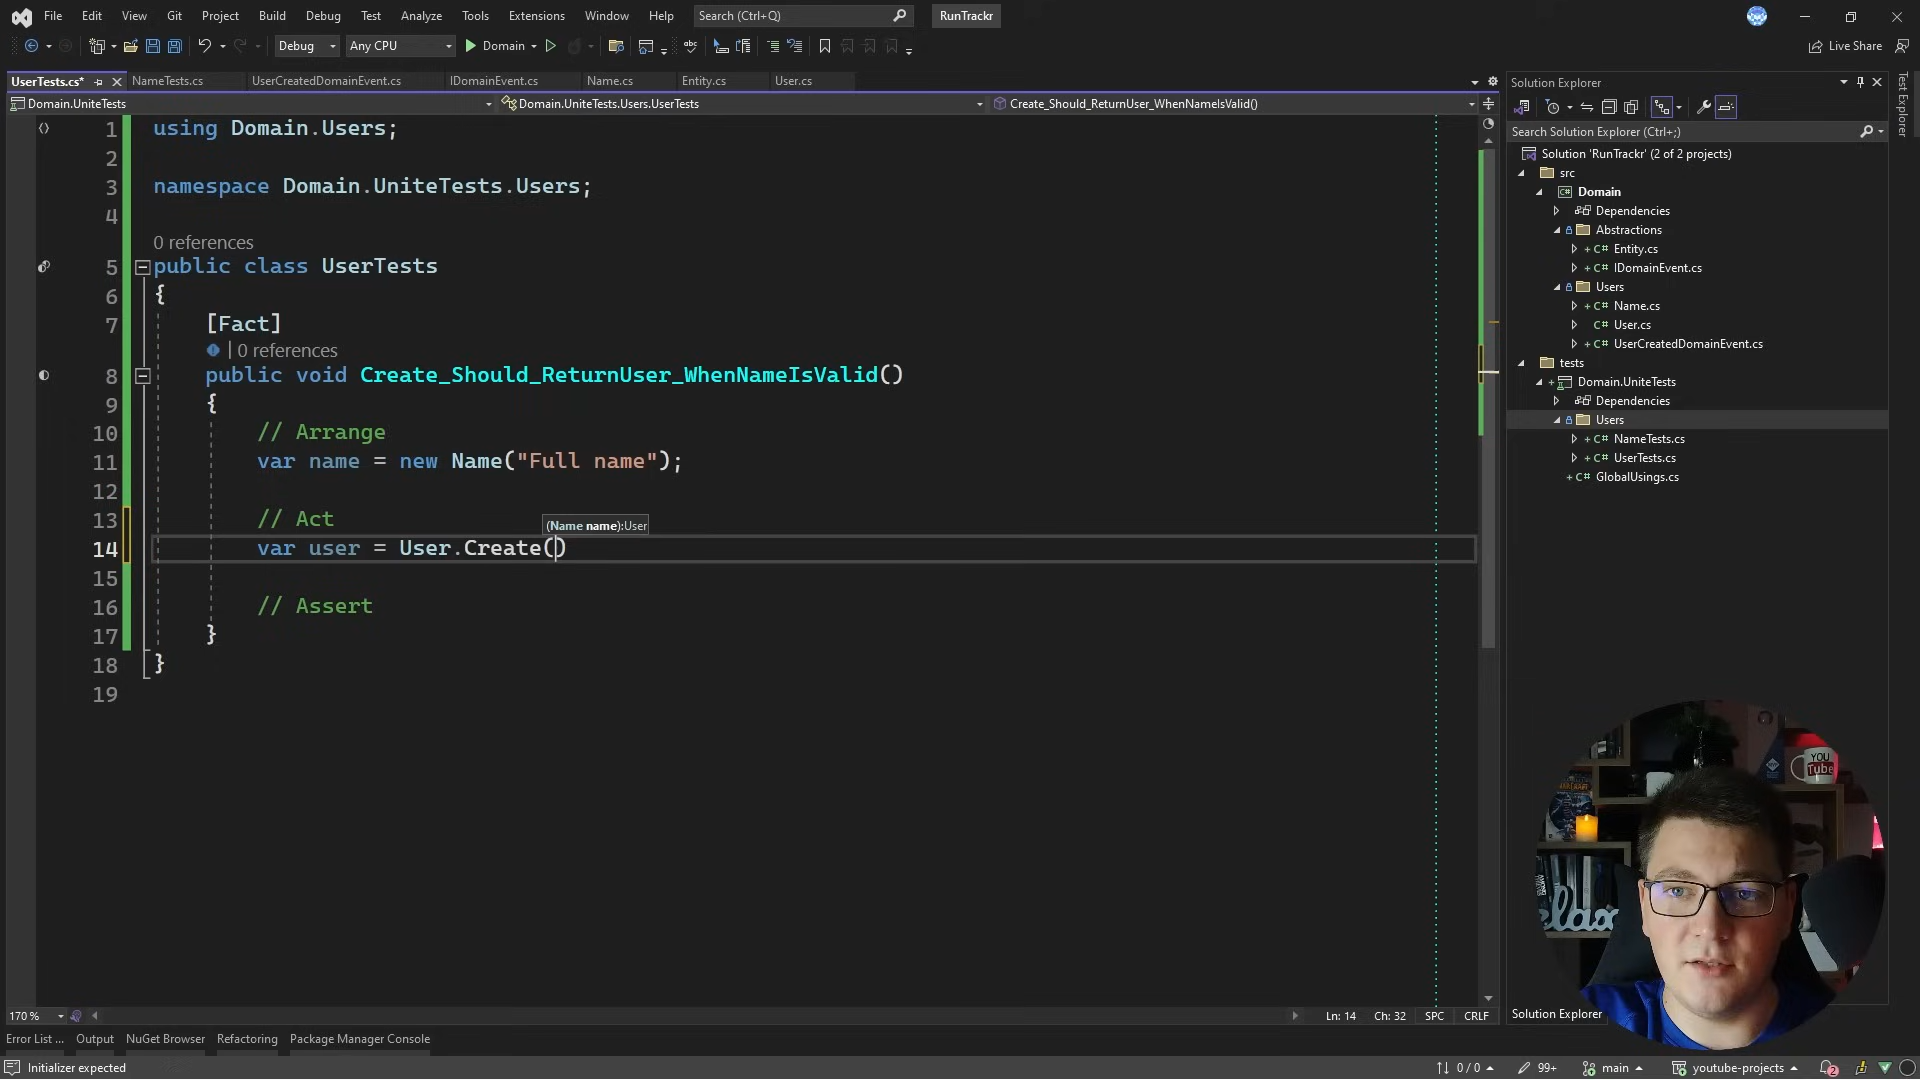 File Edit View Git Project Build Debug Test Analyze Tools Extensions Window Help Search (Ctrl+Q) RunTrackr
Debug Any CPU Domain Live Share
UserTests.cs* NameTests.cs UserCreatedDomainEvent.cs IDomainEvent.cs Name.cs Entity.cs User.cs
Domain.UniteTests Domain.UniteTests.Users.UserTests Create_Should_ReturnUser_WhenNameIsValid()
1 using Domain.Users;
2
3 namespace Domain.UniteTests.Users;
4
0 references
5 public class UserTests
6 {
7 [Fact]
| 0 references
8 public void Create_Should_ReturnUser_WhenNameIsValid()
9 {
10 // Arrange
11 var name = new Name("Full name");
12
13 // Act
(Name name):User
14 var user = User.Create()
15
16 // Assert
17 }
18 }
19
170 % Ln: 14 Ch: 32 SPC CRLF
Error List ... Output NuGet Browser Refactoring Package Manager Console
Initializer expected 0 / 0 99+ main youtube-projects 2
Solution Explorer
Search Solution Explorer (Ctrl+;)
Solution 'RunTrackr' (2 of 2 projects)
src
C# Domain
Dependencies
Abstractions
+ C# Entity.cs
+ C# IDomainEvent.cs
Users
+ C# Name.cs
C# User.cs
+ C# UserCreatedDomainEvent.cs
tests
+ Domain.UniteTests
Dependencies
Users
+ C# NameTests.cs
+ C# UserTests.cs
+ C# GlobalUsings.cs
Solution Explorer
Test Explorer
YOU
Tube
elax